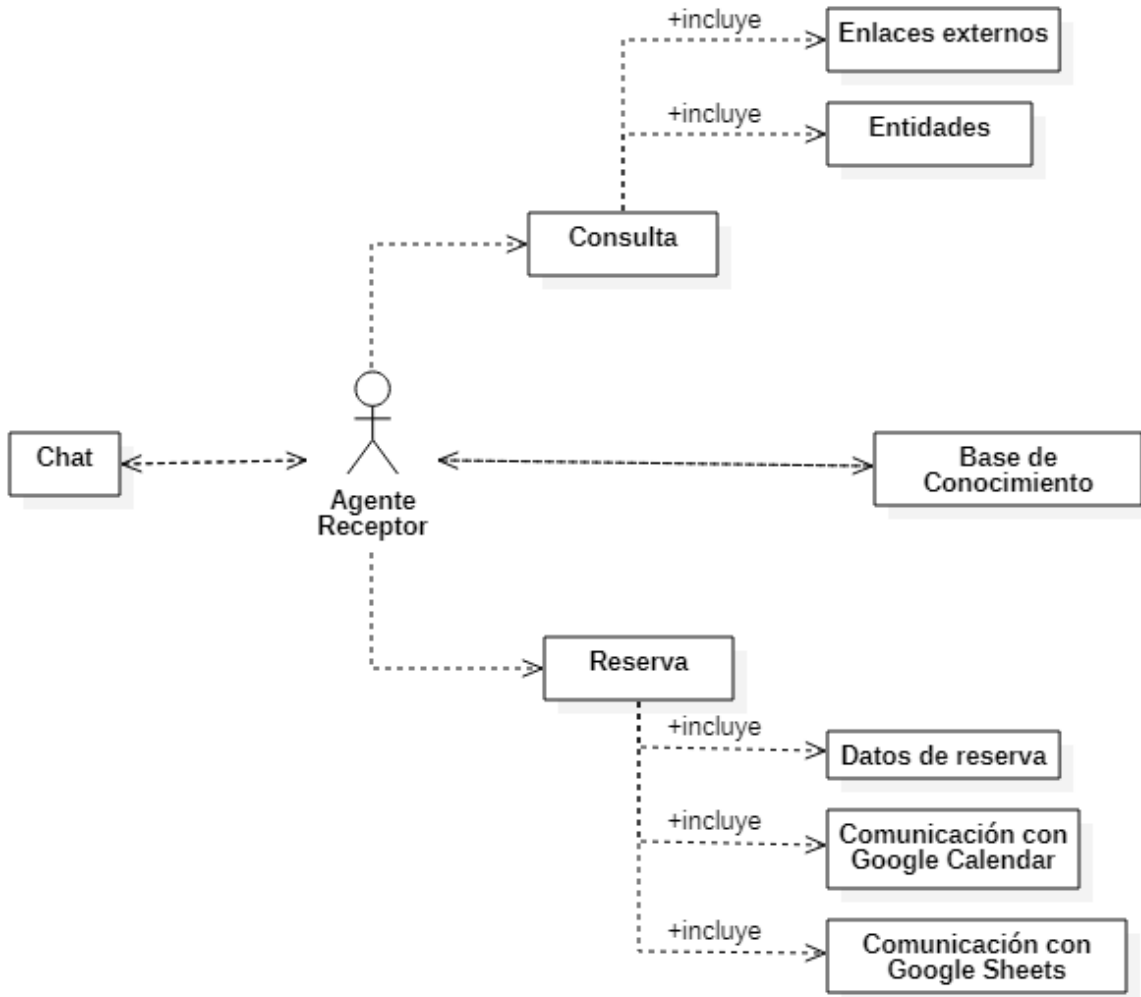 +incluye
Enlaces externos
+incluye
Entidades
Consulta
Chat
Agente
Receptor
Base de
Conocimiento
Reserva
+incluye
Datos de reserva
+incluye
Comunicación con
Google Calendar
+incluye
Comunicación con
Google Sheets